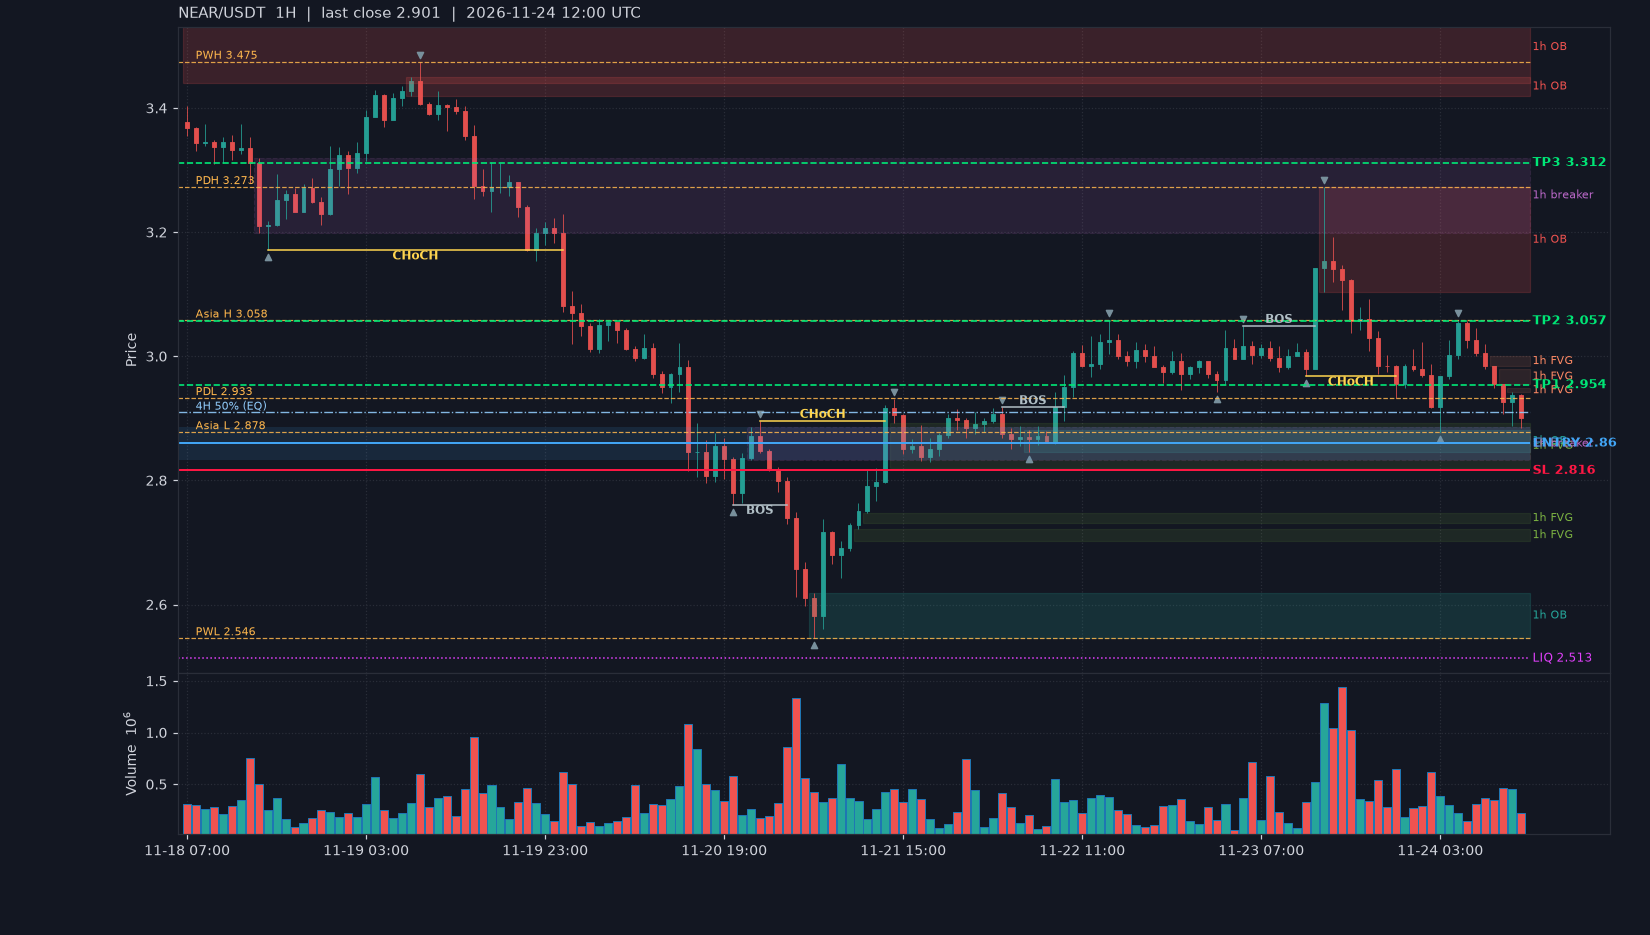 NEAR/USDT 1H | last close 2.901 | 2026-11-24 12:00 UTC
PWH 3.475
1h OB
1h OB
3.4
TP3 3.312
PDH 3.273
1h breaker
3.2
1h OB
CHoCH
Asia H 3.058
BOS
TP2 3.057
Price
3.0
1h FVG
1h FVG
CHoCH
TP1 2.954
1h FVG
PDL 2.933
BOS
4H 50% (EQ)
CHoCH
Asia L 2.878
ENTRY 2.86
SL 2.816
2.8
BOS
1h FVG
1h FVG
2.6
1h OB
PWL 2.546
LIQ 2.513
1.5
1.0
Volume 10⁶
0.5
11-18 07:00
11-19 03:00
11-19 23:00
11-20 19:00
11-21 15:00
11-22 11:00
11-23 07:00
11-24 03:00